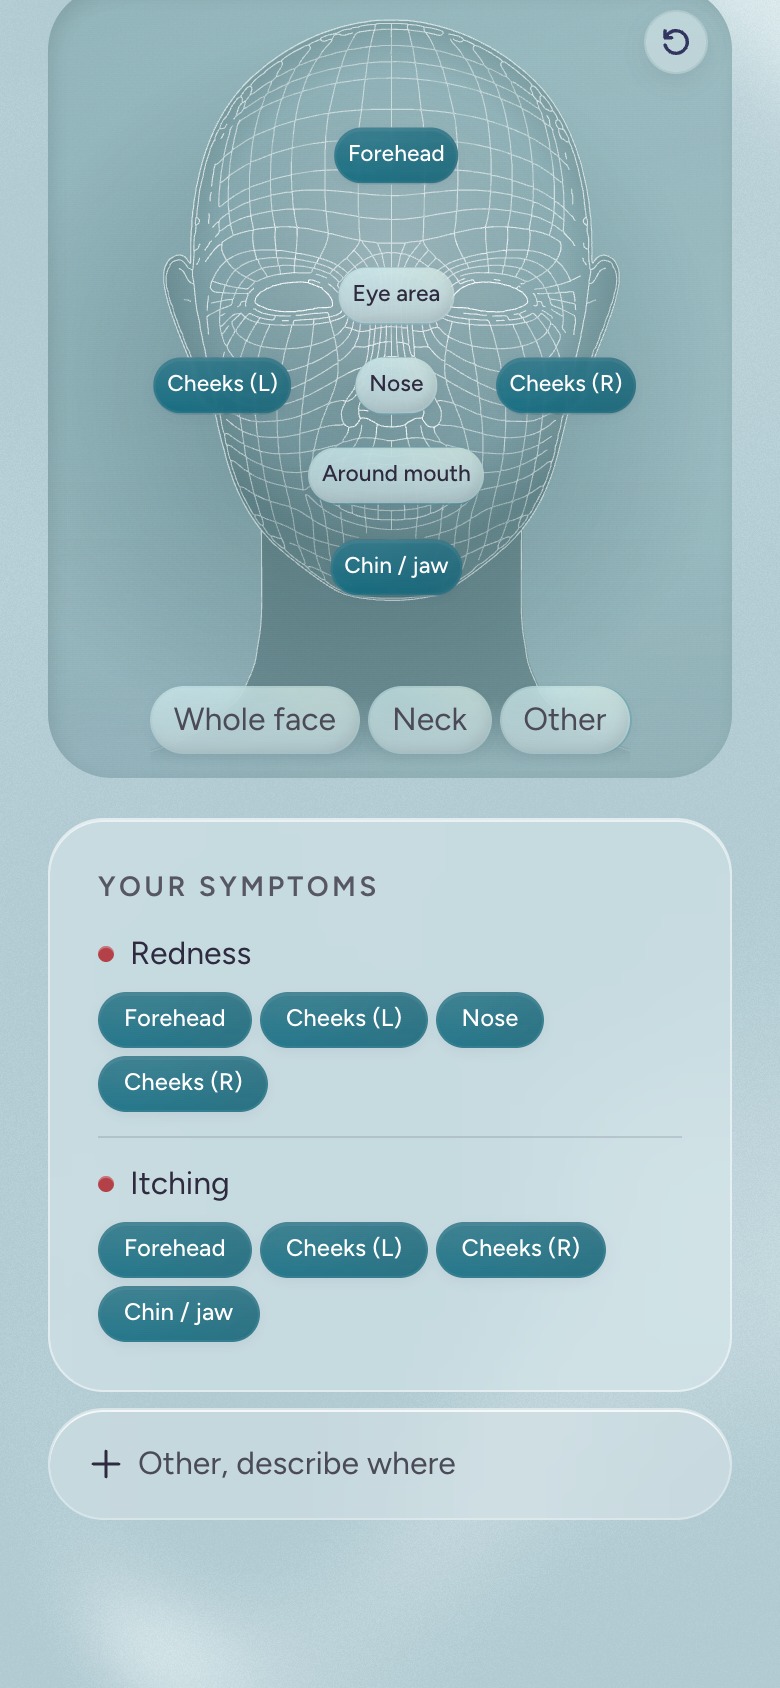 Forehead
Eye area
Cheeks (L) Nose Cheeks (R)
Around mouth
Chin / jaw
Whole face Neck Other
YOUR SYMPTOMS
Redness
Forehead Cheeks (L) Nose
Cheeks (R)
Itching
Forehead Cheeks (L) Cheeks (R)
Chin / jaw
Other, describe where